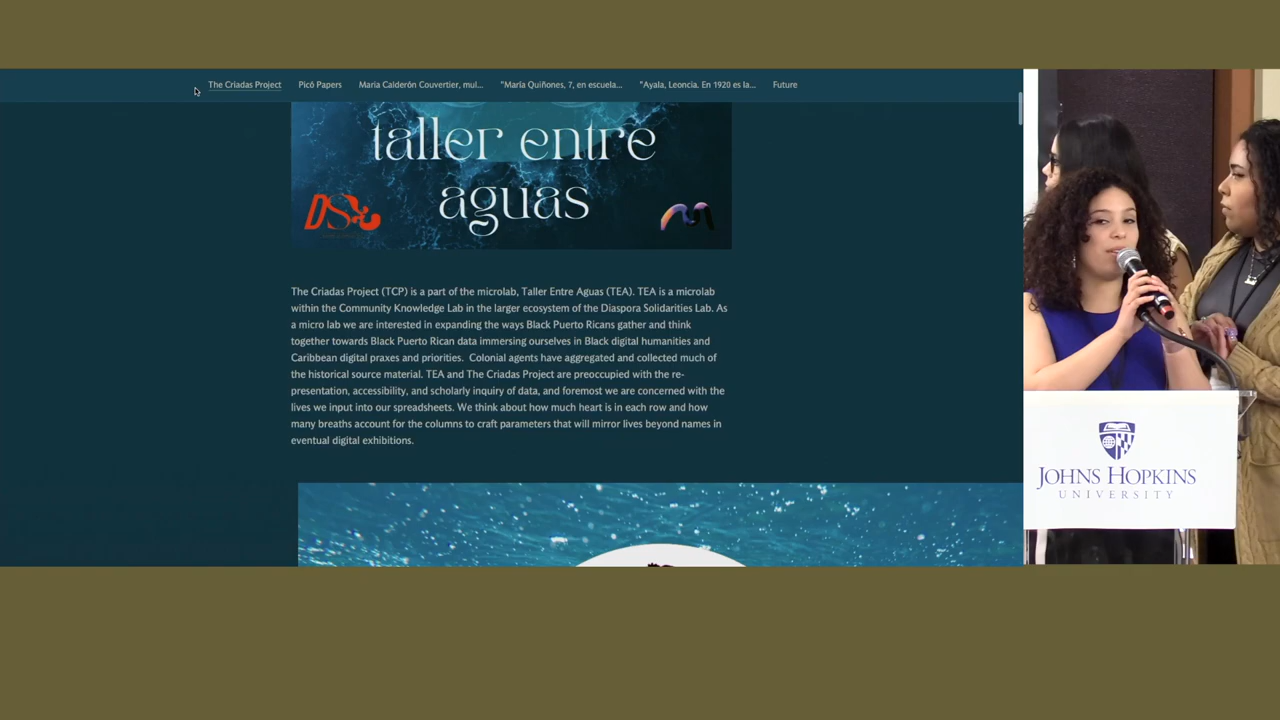 The Criadas Project
Picó Papers
Maria Calderón Couvertier, mul...
"María Quiñones, 7, en escuela...
"Ayala, Leoncia. En 1920 es la...
Future
taller entre
aguas
DSL
The Criadas Project (TCP) is a part of the microlab, Taller Entre Aguas (TEA). TEA is a microlab
within the Community Knowledge Lab in the larger ecosystem of the Diaspora Solidarities Lab. As
a micro lab we are interested in expanding the ways Black Puerto Ricans gather and think
together towards Black Puerto Rican data immersing ourselves in Black digital humanities and
Caribbean digital praxes and priorities. Colonial agents have aggregated and collected much of
the historical source material. TEA and The Criadas Project are preoccupied with the re-
presentation, accessibility, and scholarly inquiry of data, and foremost we are concerned with the
lives we input into our spreadsheets. We think about how much heart is in each row and how
many breaths account for the columns to craft parameters that will mirror lives beyond names in
eventual digital exhibitions.
JOHNS HOPKINS
UNIVERSITY